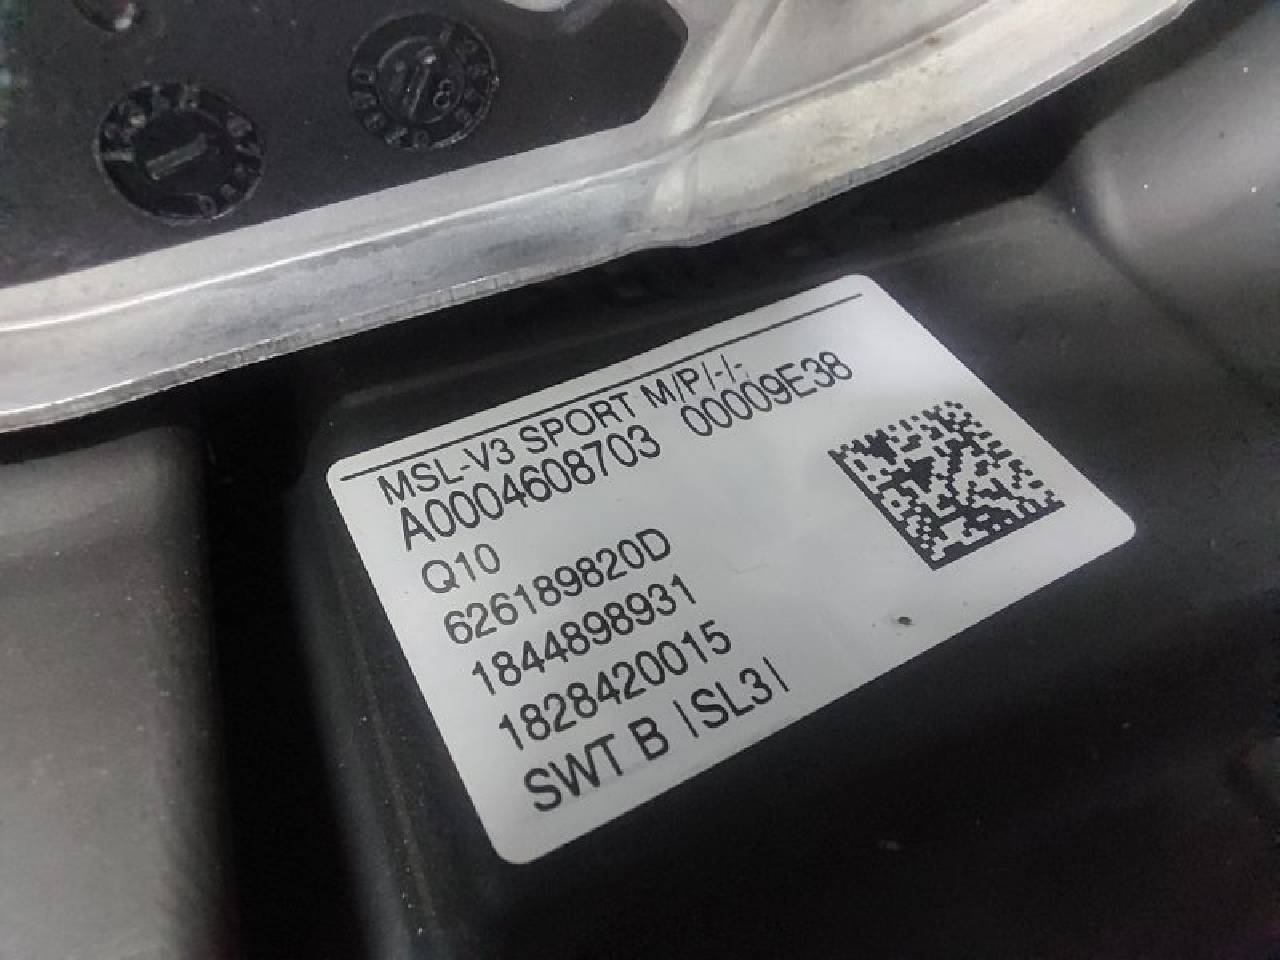 MSL-V3 SPORT M/P/-/-
A0004608703 00009E38
Q10
626189820D
1844898931
1828420015
SWT B |SL3|